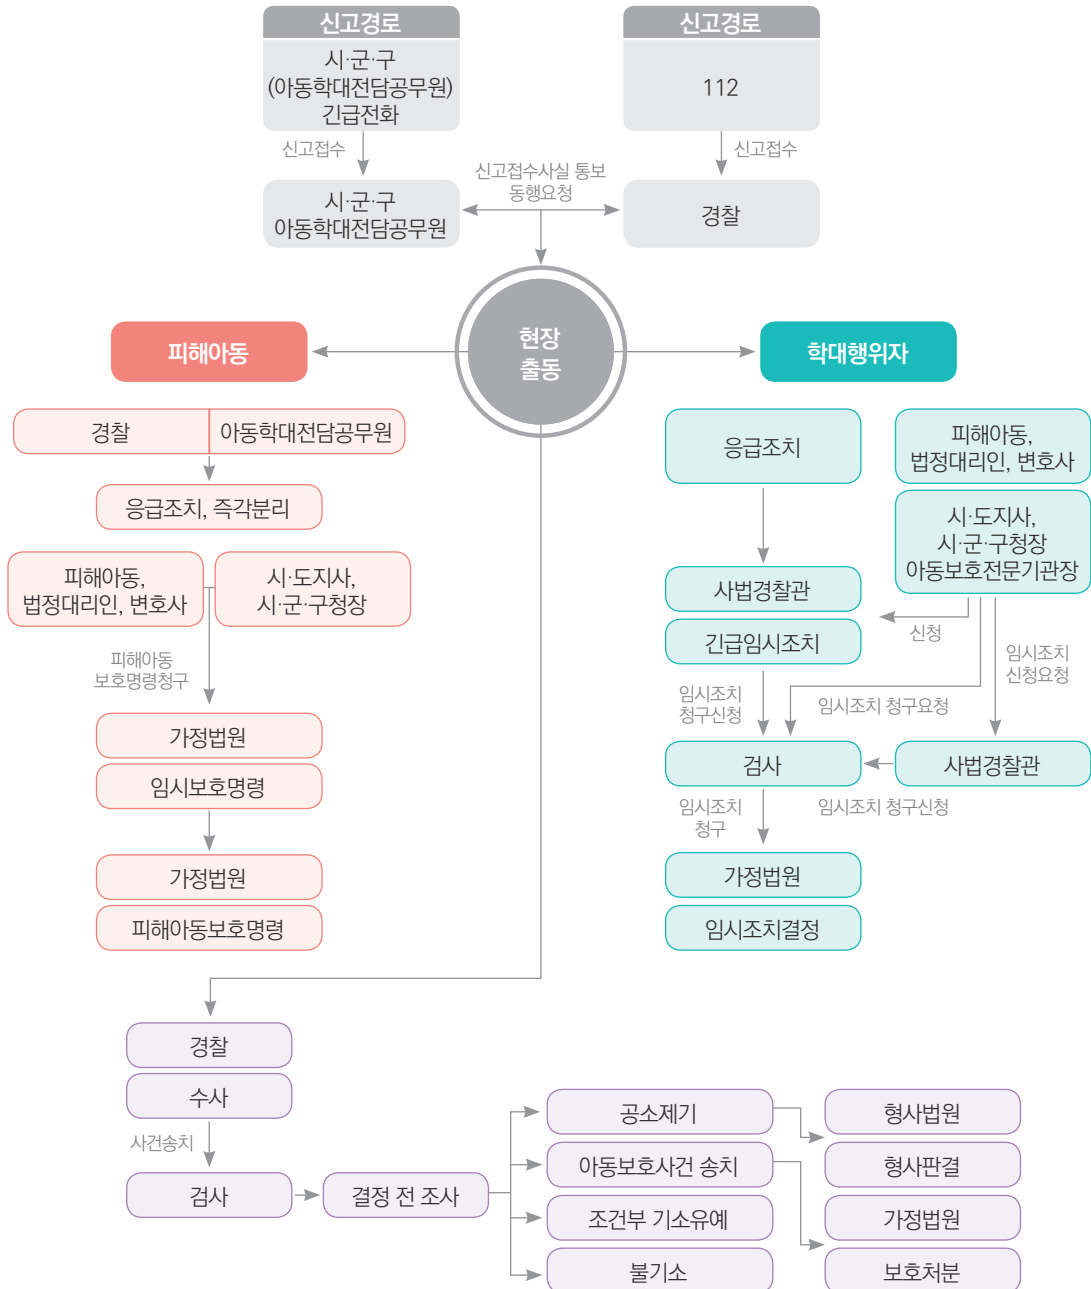 신고경로
시·군·구
(아동학대전담공무원)
긴급전화
신고경로
112
신고접수
신고접수
신고접수사실 통보
동행요청
시·군·구
아동학대전담공무원
경찰
현장
출동
피해아동
학대행위자
경찰
아동학대전담공무원
응급조치, 즉각분리
피해아동,
법정대리인, 변호사
시·도지사,
시·군·구청장
피해아동
보호명령청구
가정법원
임시보호명령
가정법원
피해아동보호명령
응급조치
피해아동,
법정대리인, 변호사
시·도지사,
시·군·구청장
아동보호전문기관장
사법경찰관
긴급임시조치
신청
임시조치
신청요청
임시조치
청구신청
임시조치 청구요청
검사
사법경찰관
임시조치
청구
임시조치 청구신청
가정법원
임시조치결정
경찰
수사
사건송치
검사
결정 전 조사
공소제기
아동보호사건 송치
조건부 기소유예
불기소
형사법원
형사판결
가정법원
보호처분